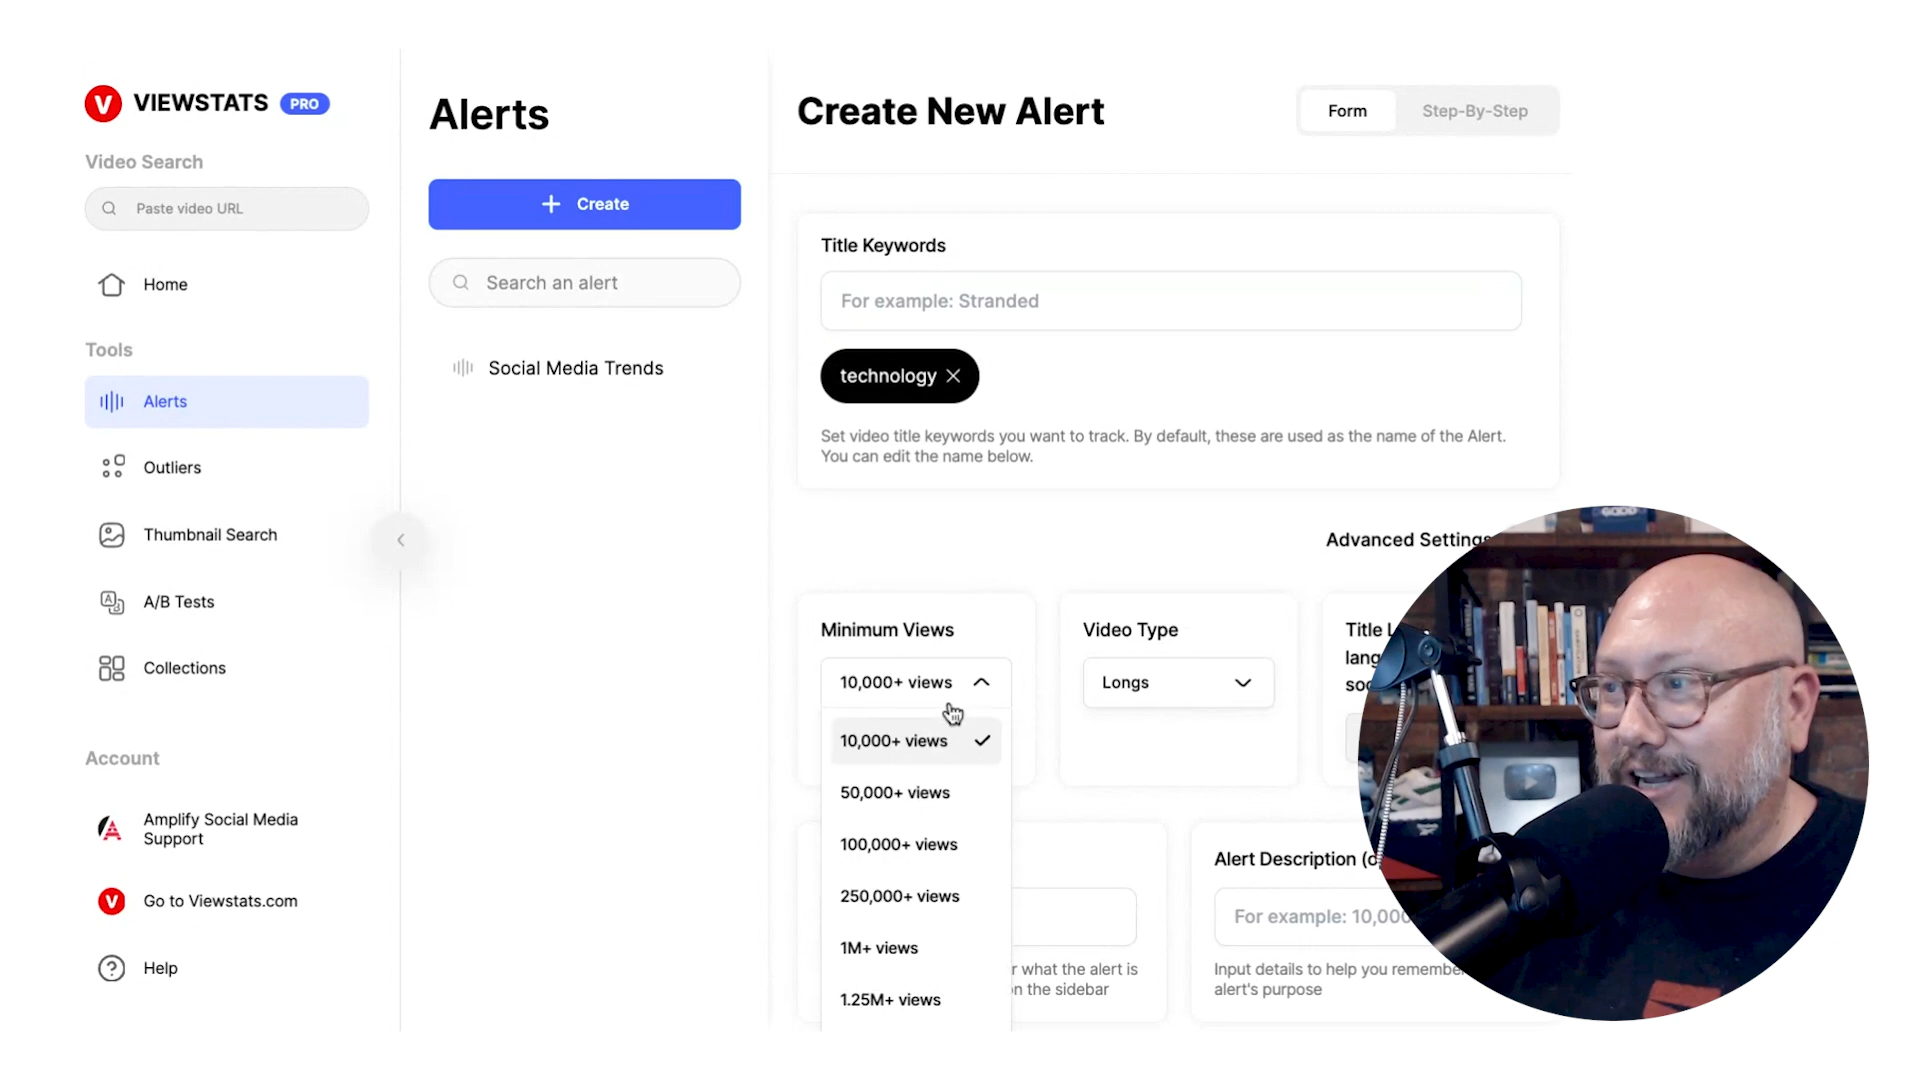 VIEWSTATS PRO
Video Search
Paste video URL
Home
Tools
Alerts
Outliers
Thumbnail Search
A/B Tests
Collections
Account
Amplify Social Media
Support
Go to Viewstats.com
Help
Alerts
Create
Search an alert
Social Media Trends
Create New Alert
Form
Step-By-Step
Title Keywords
For example: Stranded
technology
Set video title keywords you want to track. By default, these are used as the name of the Alert.
You can edit the name below.
Advanced Settings
Minimum Views
10,000+ views
10,000+ views
50,000+ views
100,000+ views
250,000+ views
1M+ views
1.25M+ views
Video Type
Longs
Title
what the alert is
the sidebar
Alert Description
For example: 10,000
Input details to help you remember
alert's purpose
GOOD